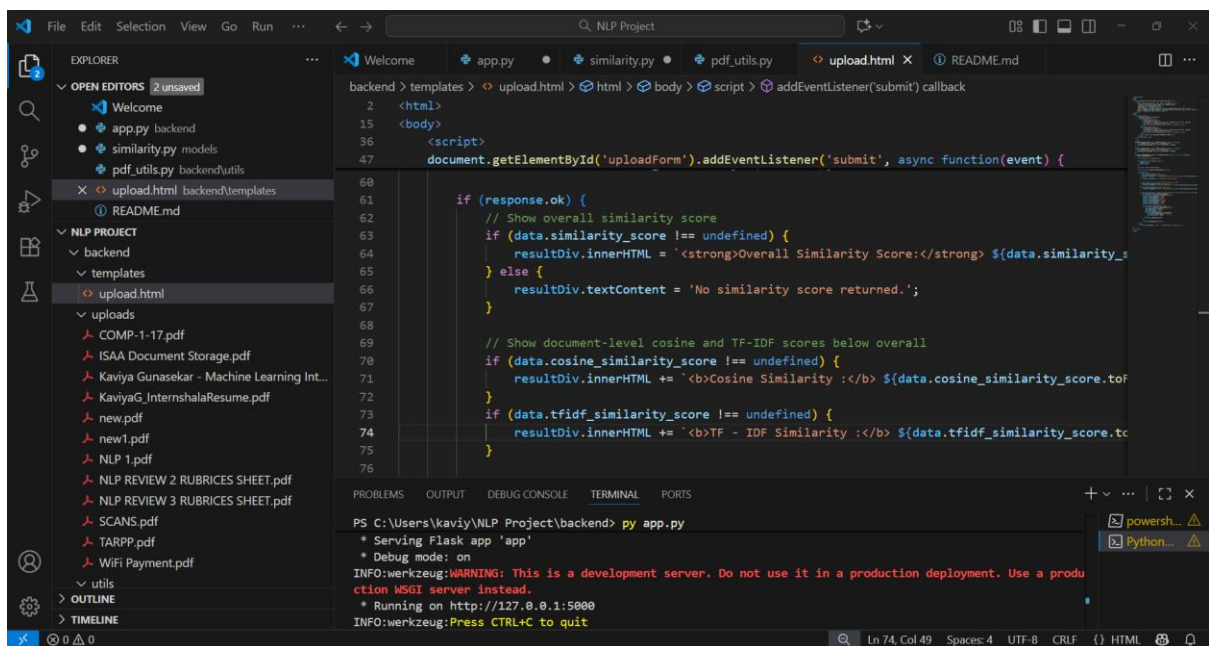 File Edit Selection View Go Run ··· NLP Project
EXPLORER ···
OPEN EDITORS 2 unsaved
Welcome
app.py backend
similarity.py models
pdf_utils.py backend\utils
upload.html backend\templates
README.md
NLP PROJECT
backend
templates
upload.html
uploads
COMP-1-17.pdf
ISAA Document Storage.pdf
Kaviya Gunasekar - Machine Learning Int...
KaviyaG_InternshalaResume.pdf
new.pdf
new1.pdf
NLP 1.pdf
NLP REVIEW 2 RUBRICES SHEET.pdf
NLP REVIEW 3 RUBRICES SHEET.pdf
SCANS.pdf
TARPP.pdf
WiFi Payment.pdf
utils
OUTLINE
TIMELINE
2
Welcome app.py similarity.py pdf_utils.py upload.html README.md
backend > templates > upload.html > html > body > script > addEventListener('submit') callback
2 <html>
15 <body>
36 <script>
47 document.getElementById('uploadForm').addEventListener('submit', async function(event) {
60
61 if (response.ok) {
62 // Show overall similarity score
63 if (data.similarity_score !== undefined) {
64 resultDiv.innerHTML = `<strong>Overall Similarity Score:</strong> ${data.similarity_s
65 } else {
66 resultDiv.textContent = 'No similarity score returned.';
67 }
68
69 // Show document-level cosine and TF-IDF scores below overall
70 if (data.cosine_similarity_score !== undefined) {
71 resultDiv.innerHTML += `<b>Cosine Similarity :</b> ${data.cosine_similarity_score.toF
72 }
73 if (data.tfidf_similarity_score !== undefined) {
74 resultDiv.innerHTML += `<b>TF - IDF Similarity :</b> ${data.tfidf_similarity_score.to
75 }
76
PROBLEMS OUTPUT DEBUG CONSOLE TERMINAL PORTS
PS C:\Users\kaviy\NLP Project\backend> py app.py
* Serving Flask app 'app'
* Debug mode: on
INFO:werkzeug:WARNING: This is a development server. Do not use it in a production deployment. Use a produ
ction WSGI server instead.
* Running on http://127.0.0.1:5000
INFO:werkzeug:Press CTRL+C to quit
powersh...
Python...
0 0 Ln 74, Col 49 Spaces: 4 UTF-8 CRLF {} HTML